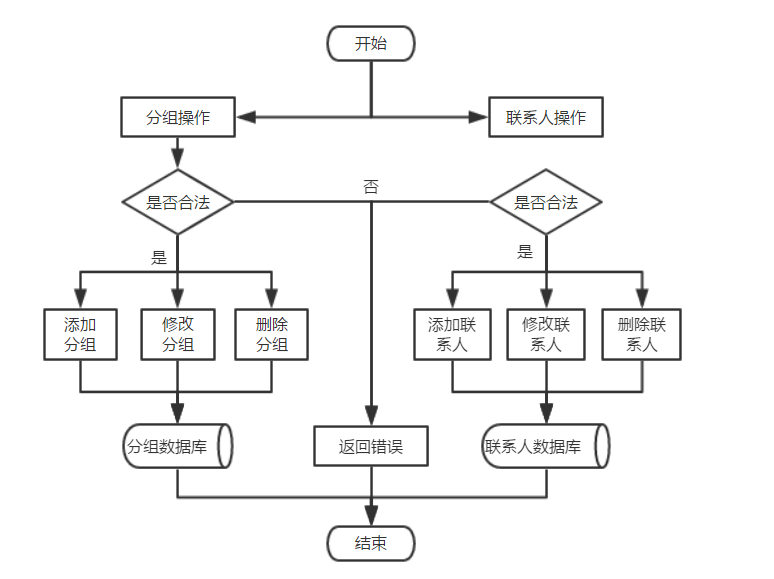 开始
分组操作
联系人操作
是否合法
否
是否合法
是
是
添加
分组
修改
分组
删除
分组
添加联
系人
修改联
系人
删除联
系人
分组数据库
返回错误
联系人数据库
结束